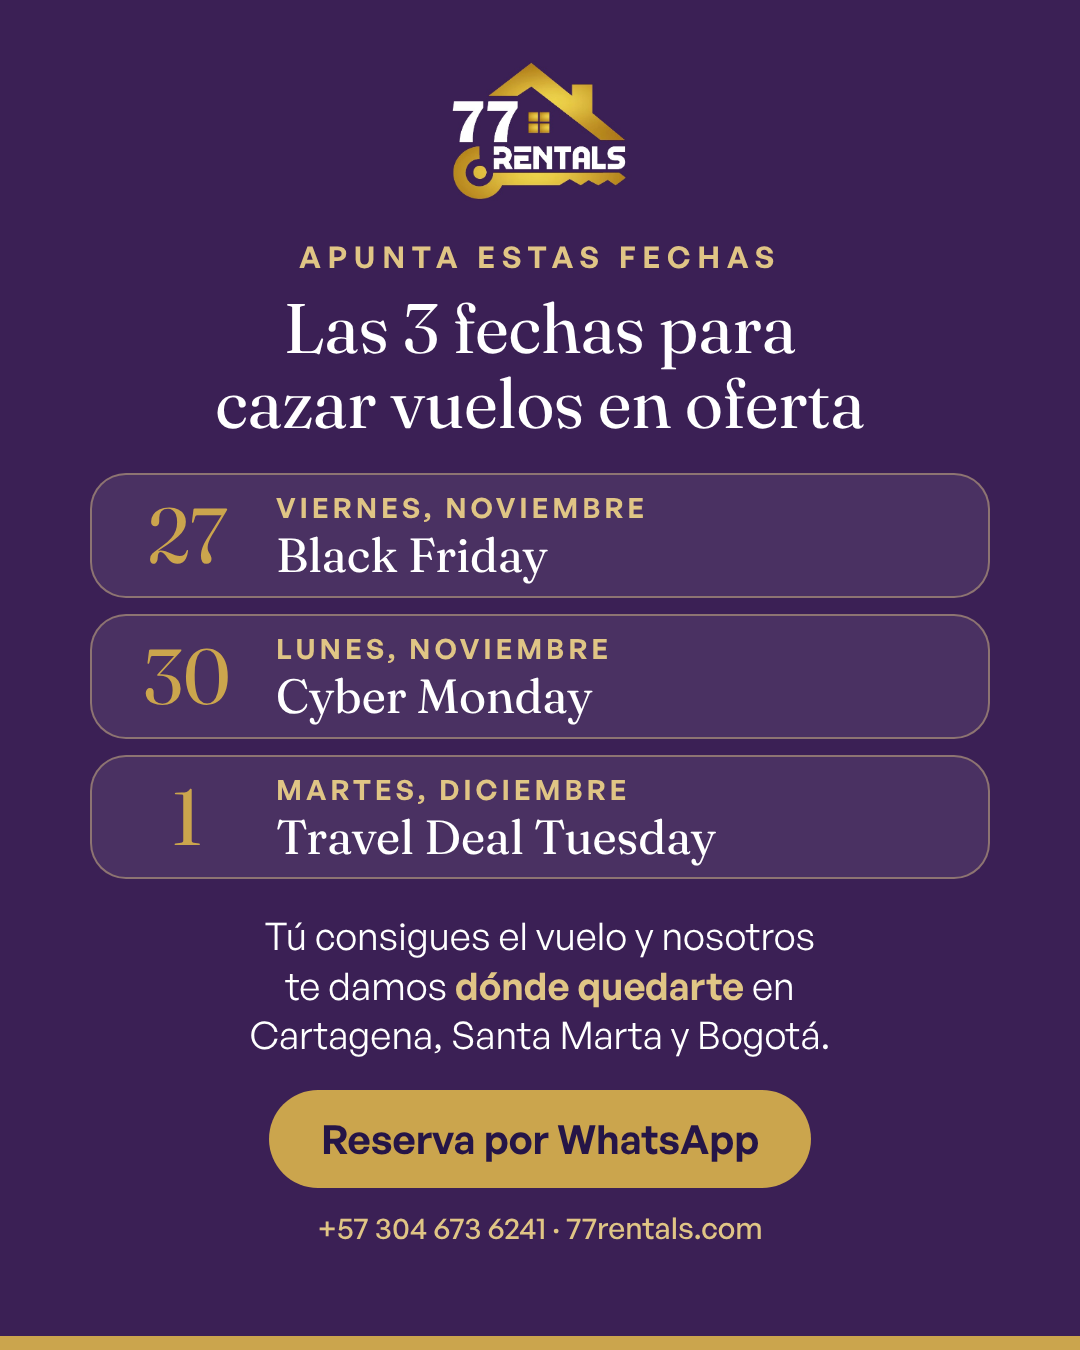 77
RENTALS
APUNTA ESTAS FECHAS
Las 3 fechas para
cazar vuelos en oferta
27
VIERNES, NOVIEMBRE
Black Friday
30
LUNES, NOVIEMBRE
Cyber Monday
1
MARTES, DICIEMBRE
Travel Deal Tuesday
Tú consigues el vuelo y nosotros
te damos dónde quedarte en
Cartagena, Santa Marta y Bogotá.
Reserva por WhatsApp
+57 304 673 6241 · 77rentals.com